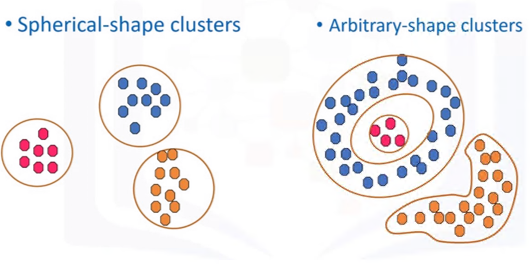 • Spherical-shape clusters
• Arbitrary-shape clusters